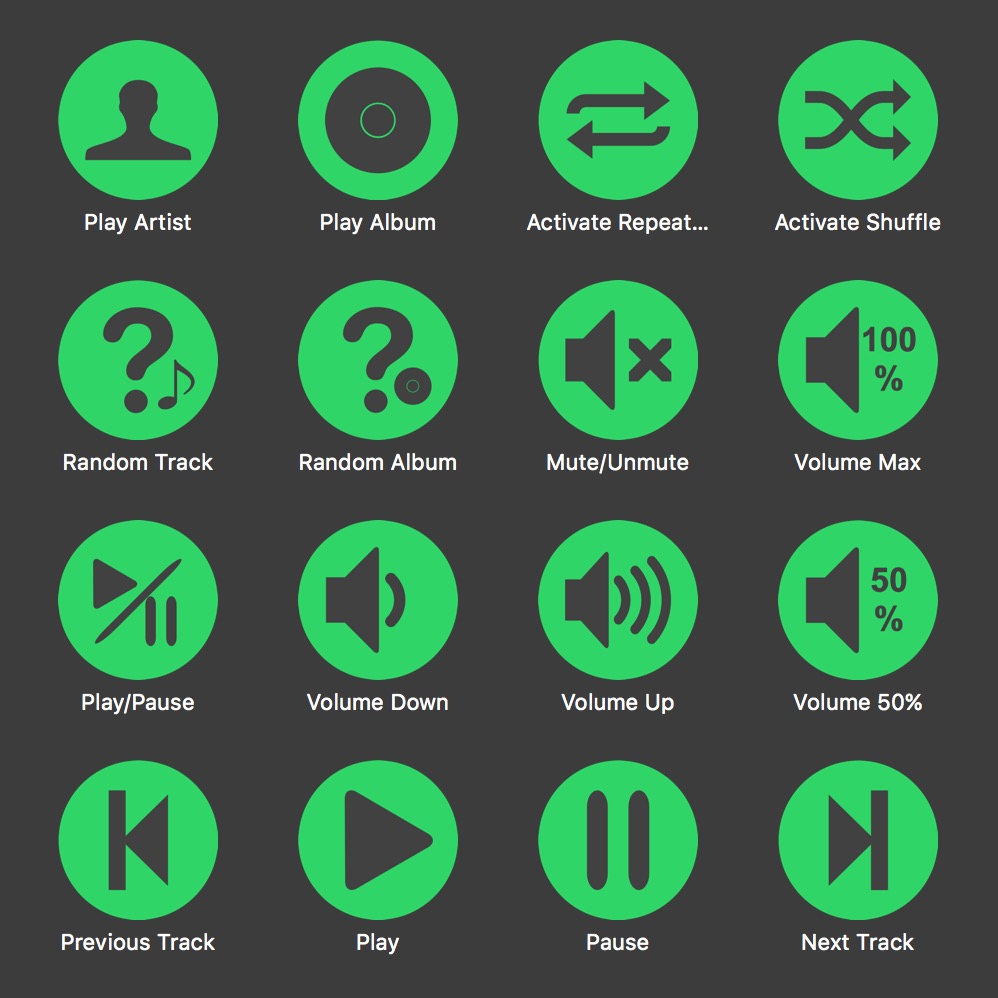 Play Artist
Play Album
Activate Repeat...
Activate Shuffle
100
%
Random Track
Random Album
Mute/Unmute
Volume Max
50
%
Play/Pause
Volume Down
Volume Up
Volume 50%
Previous Track
Play
Pause
Next Track